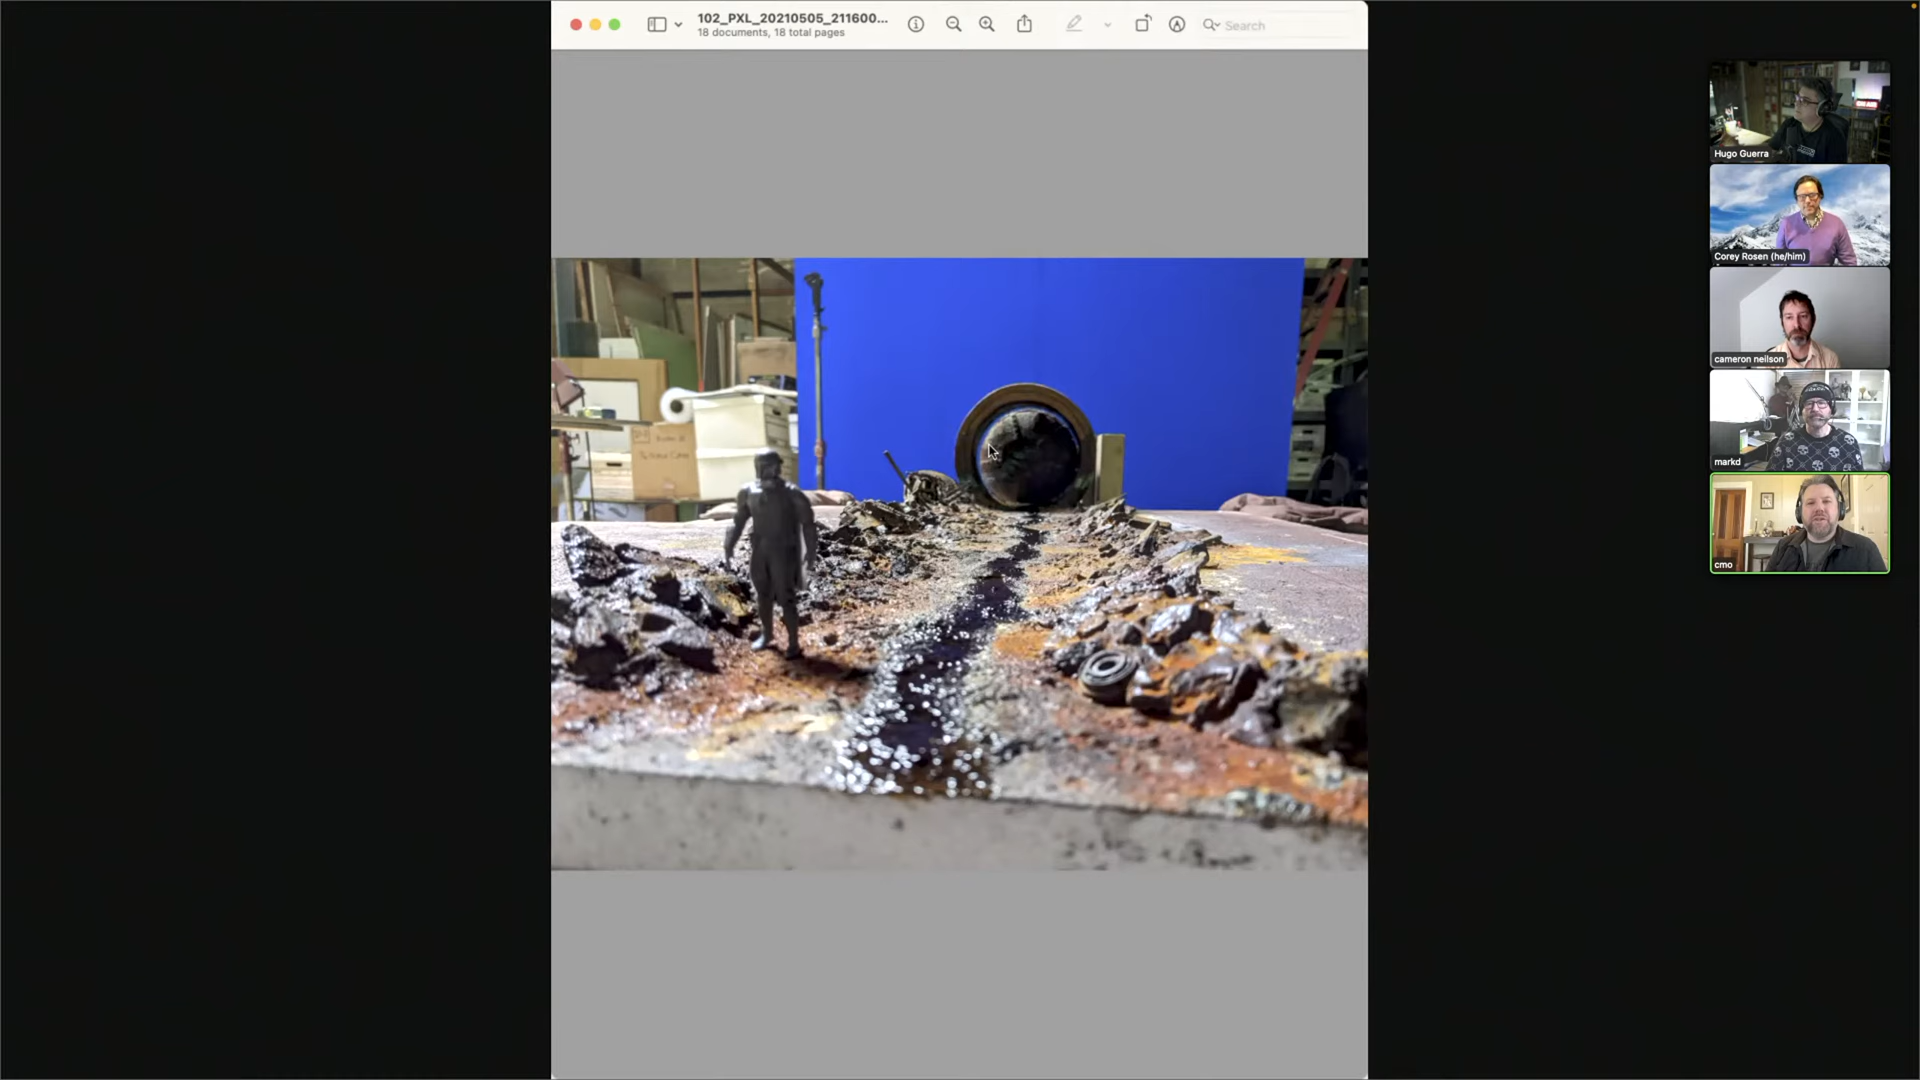 102_PXL_20210505_211600...
18 documents, 18 total pages
Search
Hugo Guerra
Corey Rosen (he/him)
cameron neilson
markd
cmo